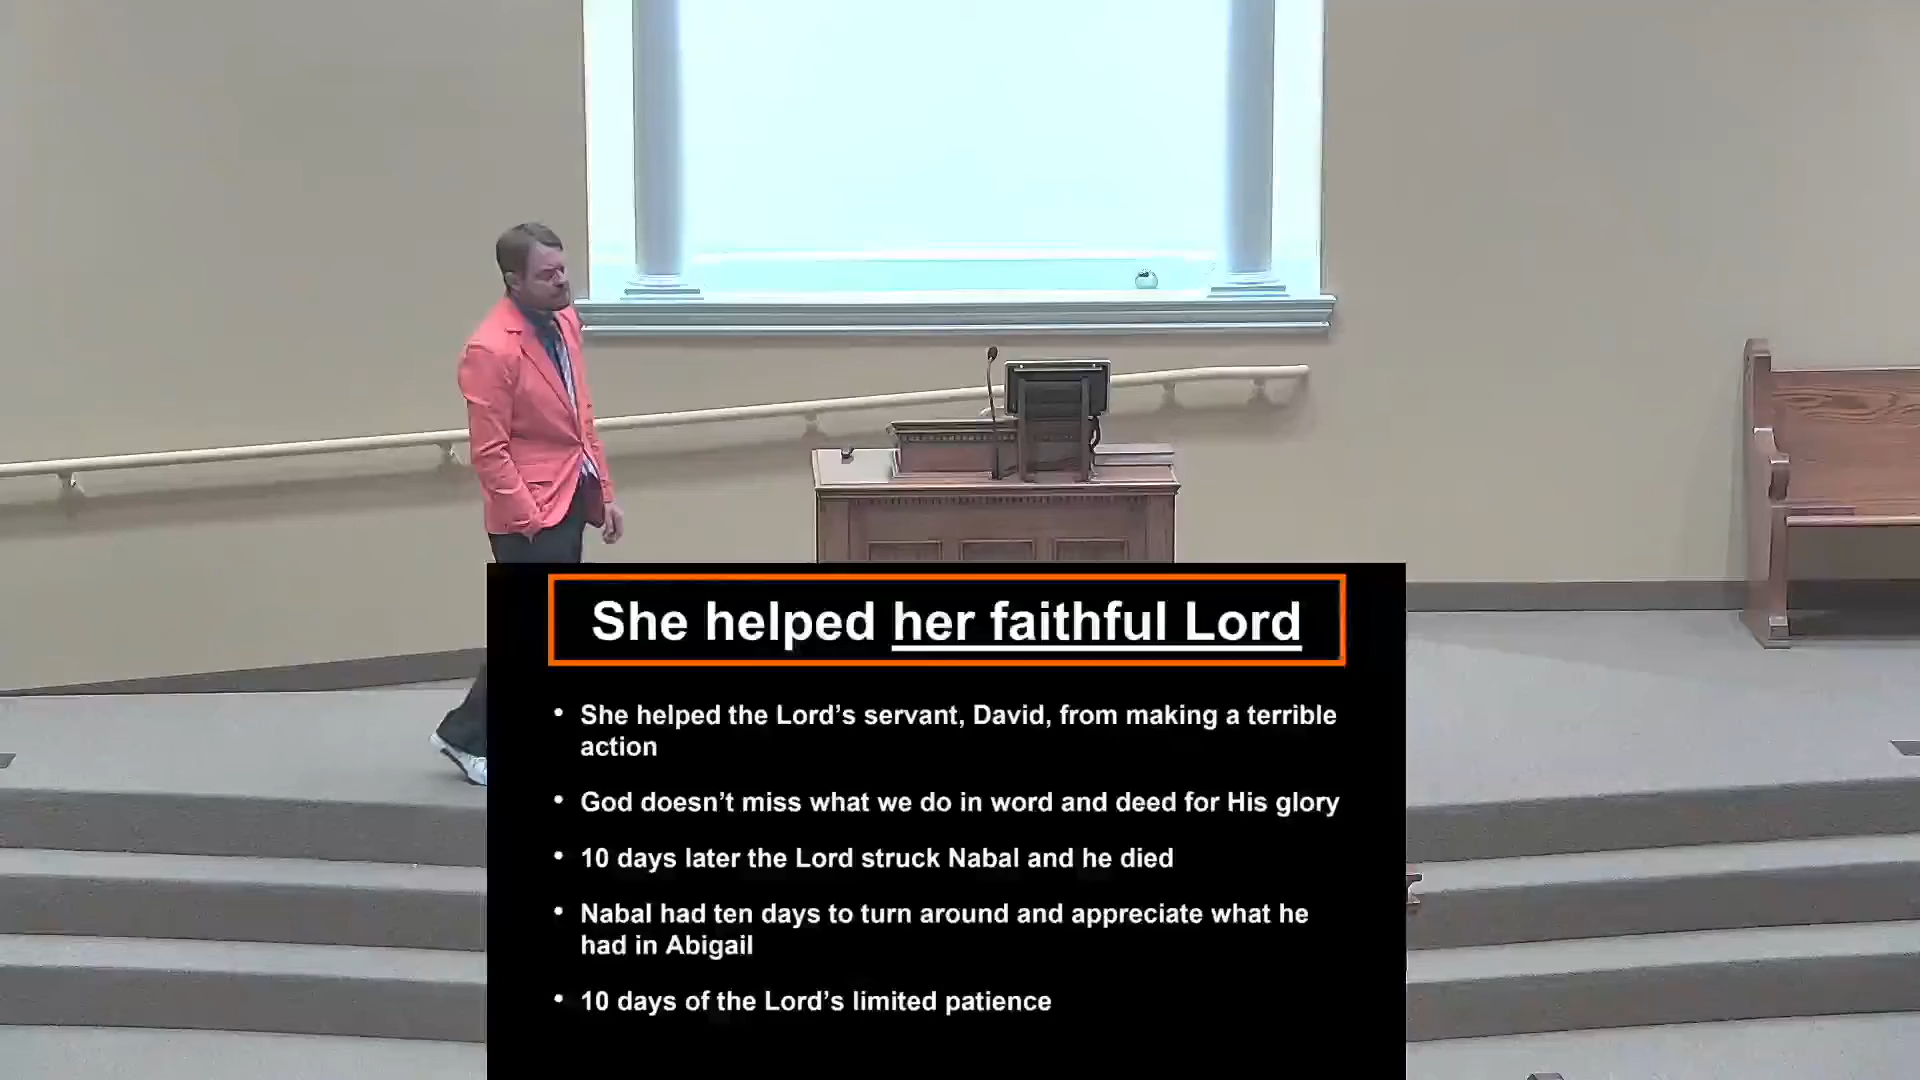 She helped her faithful Lord
• She helped the Lord’s servant, David, from making a terrible
action
• God doesn’t miss what we do in word and deed for His glory
• 10 days later the Lord struck Nabal and he died
• Nabal had ten days to turn around and appreciate what he
had in Abigail
• 10 days of the Lord’s limited patience